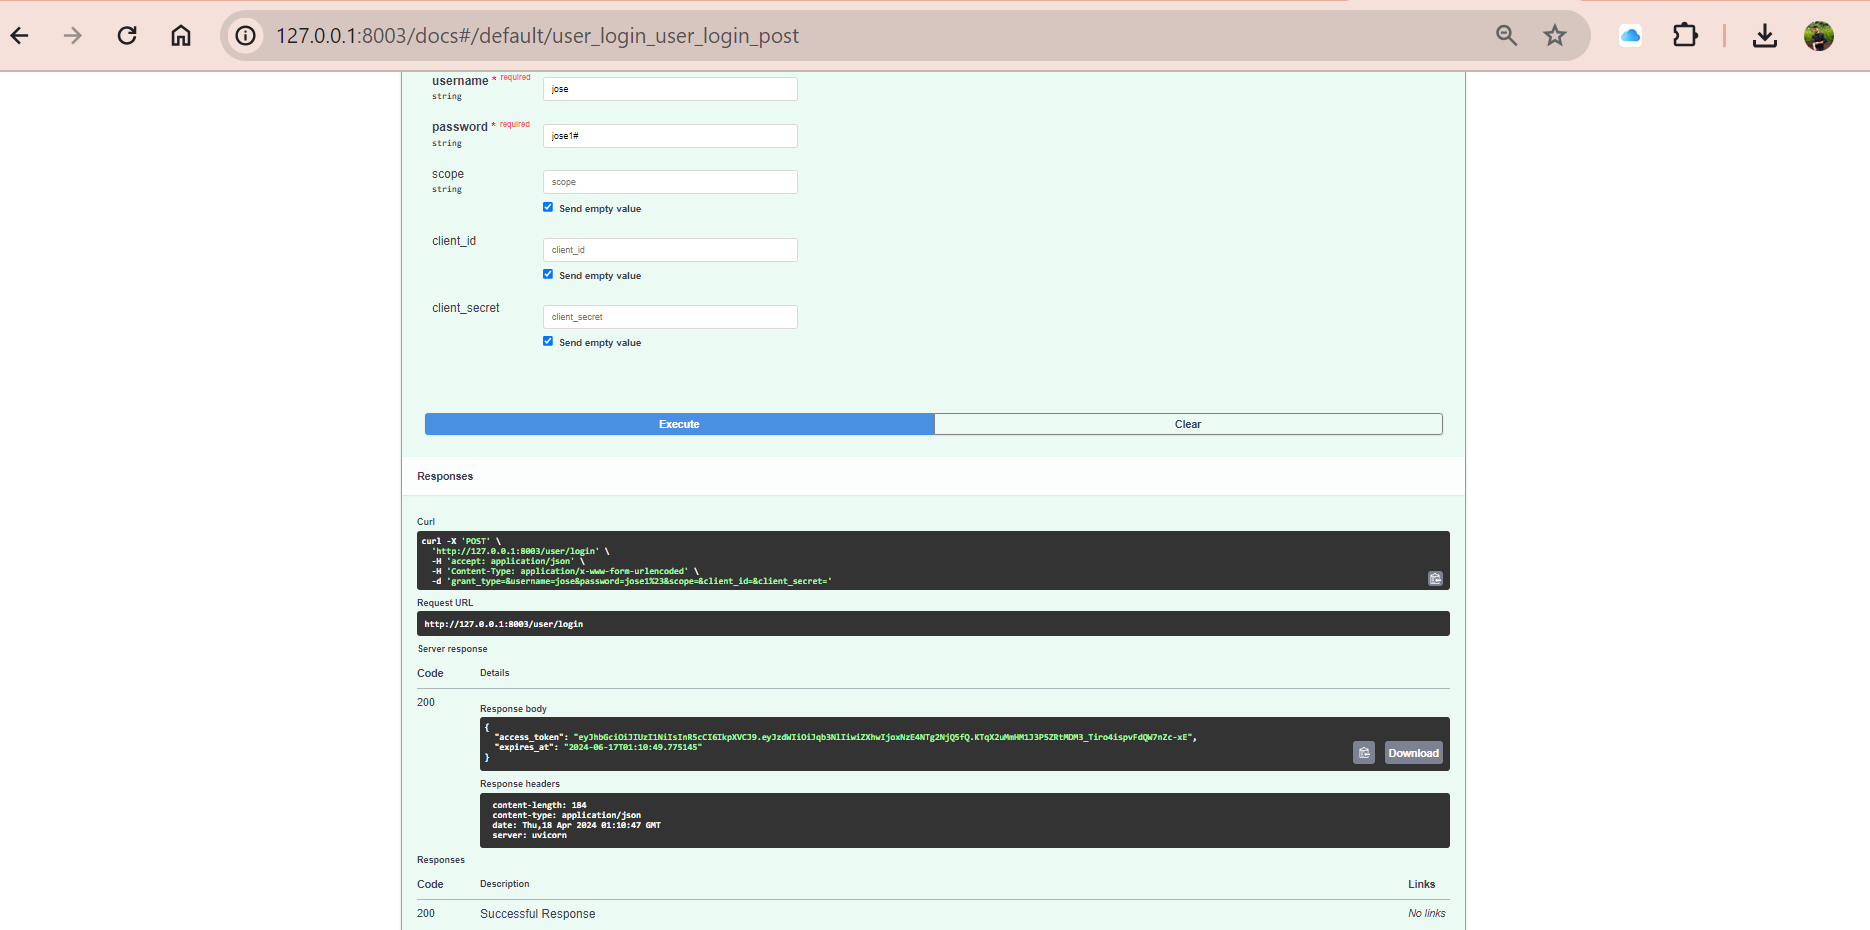 127.0.0.1:8003/docs#/default/user_login_user_login_post
username * required
string
jose
password * required
string
jose1#
scope
string
scope
Send empty value
client_id
client_id
Send empty value
client_secret
client_secret
Send empty value
Execute
Clear
Responses
Curl
curl -X 'POST' \
'http://127.0.0.1:8003/user/login' \
-H 'accept: application/json' \
-H 'Content-Type: application/x-www-form-urlencoded' \
-d 'grant_type=&username=jose&password=jose1%23&scope=&client_id=&client_secret='
Request URL
http://127.0.0.1:8003/user/login
Server response
Code Details
200
Response body
{
"access_token": "eyJhbGciOiJIUzI1NiIsInR5cCI6IkpXVCJ9.eyJzdWIiOiJqb3NlIiwiZXhwIjoxNzE4NTg2NjQ5fQ.KTqX2uMmHM1J3P5ZRtMDM3_Tiro4ispvFdQW7nZc-xE",
"expires_at": "2024-06-17T01:10:49.775145"
}
Download
Response headers
content-length: 184
content-type: application/json
date: Thu,18 Apr 2024 01:10:47 GMT
server: uvicorn
Responses
Code Description Links
200 Successful Response No links